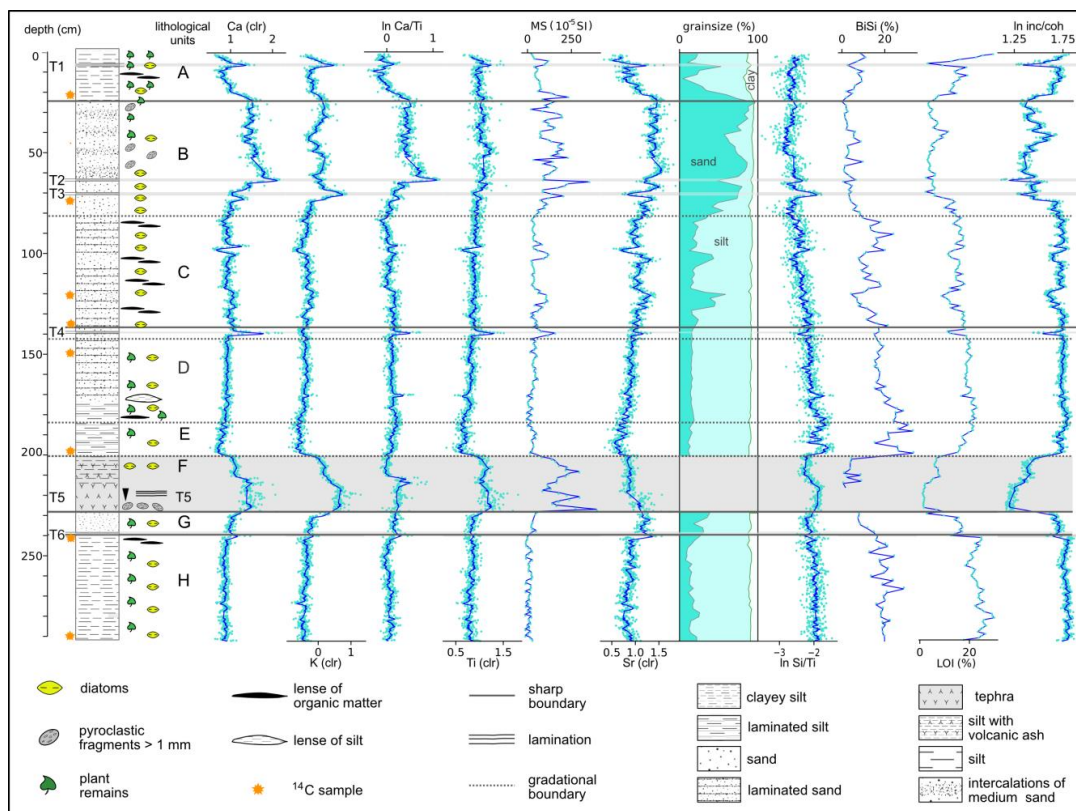 depth (cm)
lithological
units
Ca (clr)
1 2
ln Ca/Ti
0 1
MS (10⁻⁵ SI)
0 250
grainsize (%)
0 100
BiSi (%)
0 20
ln inc/coh
1.25 1.75
0
50
100
150
200
250
T1
T2
T3
T4
T5
T6
A
B
C
D
E
F
T5
G
H
clay
sand
silt
0 1
K (clr)
0.5 1.5
Ti (clr)
0.5 1.0 1.5
Sr (clr)
−3 −2
ln Si/Ti
0 20
LOI (%)
diatoms
pyroclastic
fragments > 1 mm
plant
remains
lense of
organic matter
lense of silt
¹⁴C sample
sharp
boundary
lamination
gradational
boundary
clayey silt
laminated silt
sand
laminated sand
tephra
silt with
volcanic ash
silt
intercalations of
medium sand